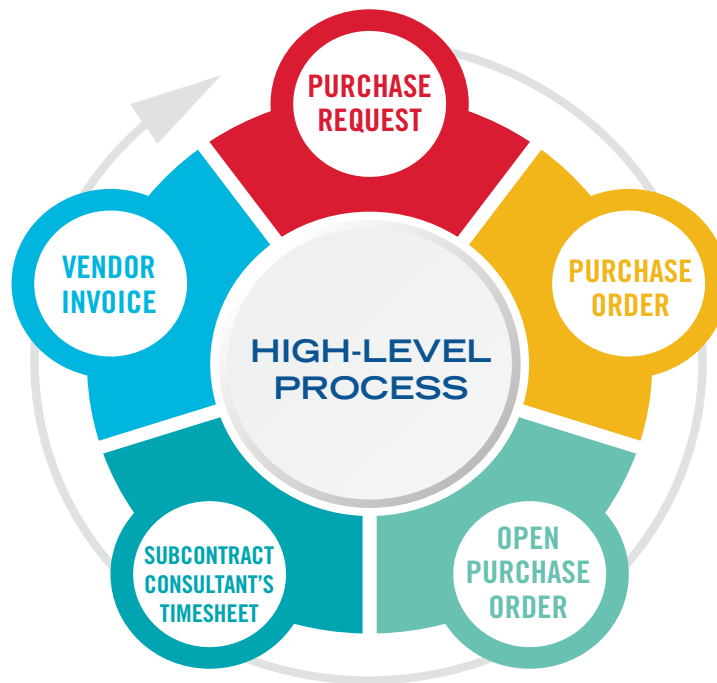 PURCHASE
REQUEST
PURCHASE
ORDER
OPEN
PURCHASE
ORDER
SUBCONTRACT
CONSULTANT'S
TIMESHEET
VENDOR
INVOICE
HIGH-LEVEL
PROCESS